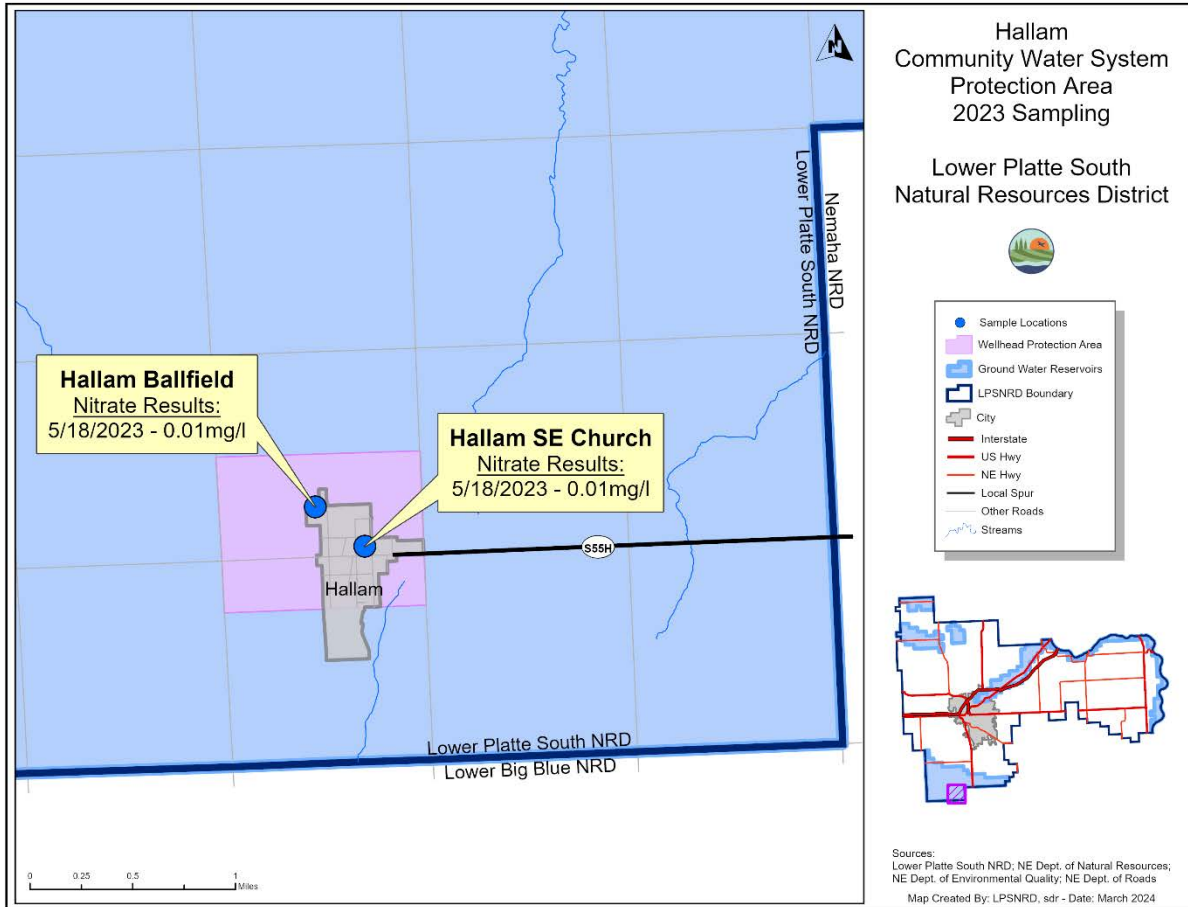 Hallam
Community Water System
Protection Area
2023 Sampling
Lower Platte South
Natural Resources District
N
Lower Platte South NRD
Nemaha NRD
Hallam Ballfield
Nitrate Results:
5/18/2023 - 0.01mg/l
Hallam SE Church
Nitrate Results:
5/18/2023 - 0.01mg/l
S55H
Hallam
Lower Platte South NRD
Lower Big Blue NRD
0 0.25 0.5 1
Miles
Sample Locations
Wellhead Protection Area
Ground Water Reservoirs
LPSNRD Boundary
City
Interstate
US Hwy
NE Hwy
Local Spur
Other Roads
Streams
Sources:
Lower Platte South NRD; NE Dept. of Natural Resources;
NE Dept. of Environmental Quality; NE Dept. of Roads
Map Created By: LPSNRD, sdr - Date: March 2024